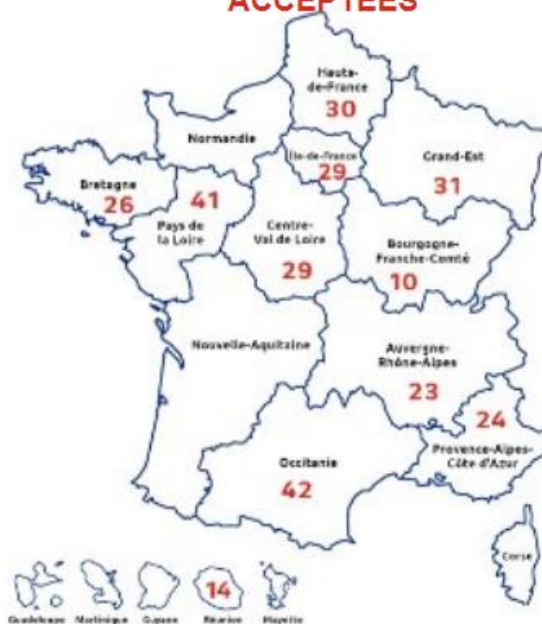 ACCEPTÉES
Hauts-
de-France
30
Normandie
Ile-de-France
29
Grand-Est
31
Bretagne
26
41
Pays de
la Loire
Centre-
Val de Loire
29
Bourgogne-
Franche-Comté
10
Nouvelle-Aquitaine
Auvergne-
Rhône-Alpes
23
24
Provence-Alpes-
Côte d'Azur
Occitanie
42
Corse
14
Guadeloupe Martinique Guyane Réunion Mayotte